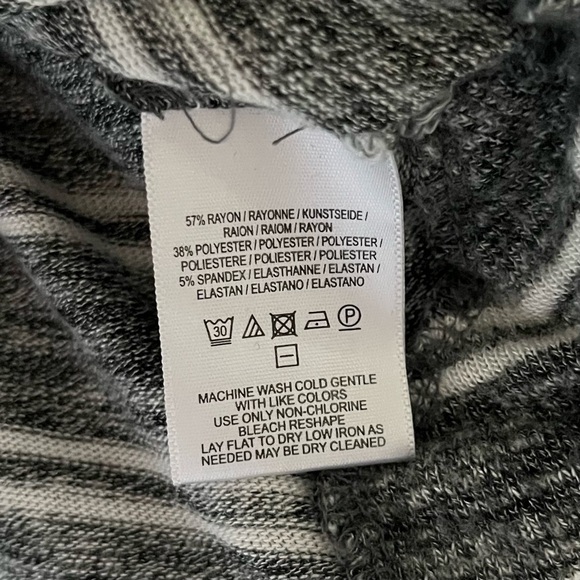 57% RAYON / RAYONNE / KUNSTSEIDE /
RAION / RAIOM / RAYON
38% POLYESTER / POLYESTER /
POLIESTERE / POLIESTER / POLIESTER
5% SPANDEX / ELASTHANNE / ELASTAN /
ELASTAN / ELASTANO / ELASTANO
30 P
MACHINE WASH COLD GENTLE
WITH LIKE COLORS
USE ONLY NON-CHLORINE
BLEACH RESHAPE
LAY FLAT TO DRY LOW IRON AS
NEEDED MAY BE DRY CLEANED